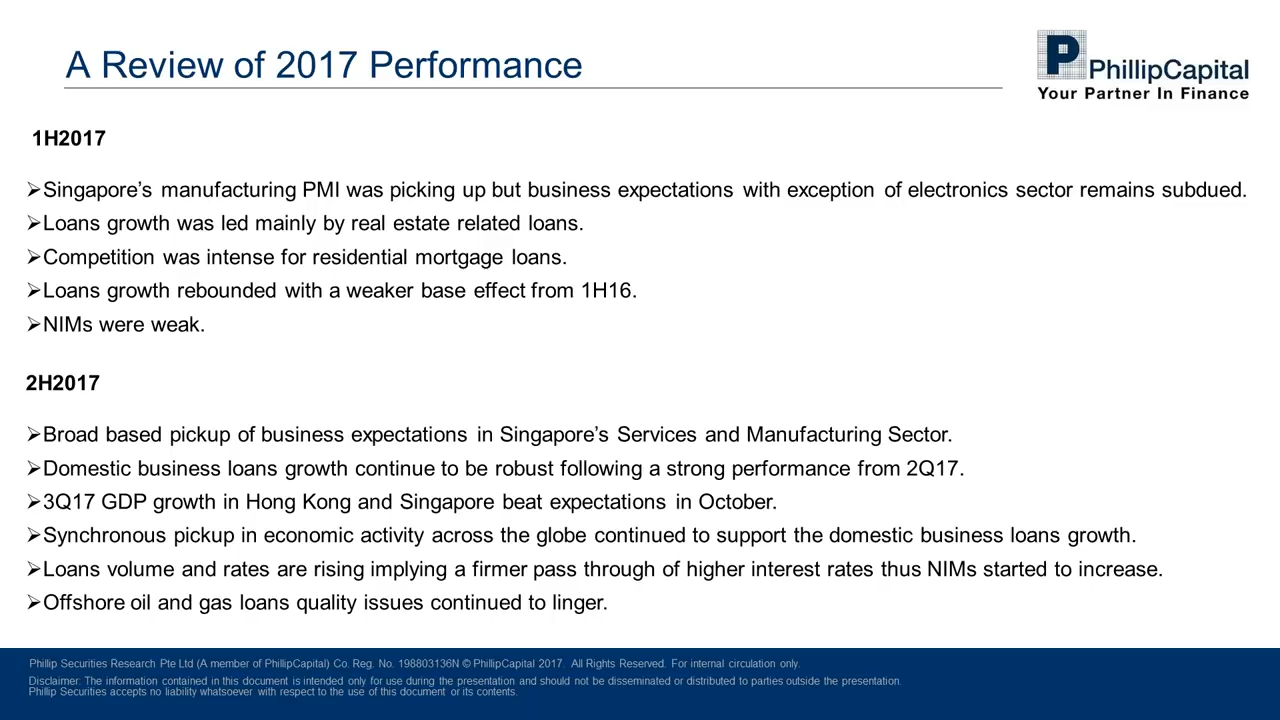 A Review of 2017 Performance
P PhillipCapital
Your Partner In Finance
1H2017
➢Singapore’s manufacturing PMI was picking up but business expectations with exception of electronics sector remains subdued.
➢Loans growth was led mainly by real estate related loans.
➢Competition was intense for residential mortgage loans.
➢Loans growth rebounded with a weaker base effect from 1H16.
➢NIMs were weak.
2H2017
➢Broad based pickup of business expectations in Singapore’s Services and Manufacturing Sector.
➢Domestic business loans growth continue to be robust following a strong performance from 2Q17.
➢3Q17 GDP growth in Hong Kong and Singapore beat expectations in October.
➢Synchronous pickup in economic activity across the globe continued to support the domestic business loans growth.
➢Loans volume and rates are rising implying a firmer pass through of higher interest rates thus NIMs started to increase.
➢Offshore oil and gas loans quality issues continued to linger.
Phillip Securities Research Pte Ltd (A member of PhillipCapital) Co. Reg. No. 198803136N © PhillipCapital 2017. All Rights Reserved. For internal circulation only.
Disclaimer: The information contained in this document is intended only for use during the presentation and should not be disseminated or distributed to parties outside the presentation.
Phillip Securities accepts no liability whatsoever with respect to the use of this document or its contents.